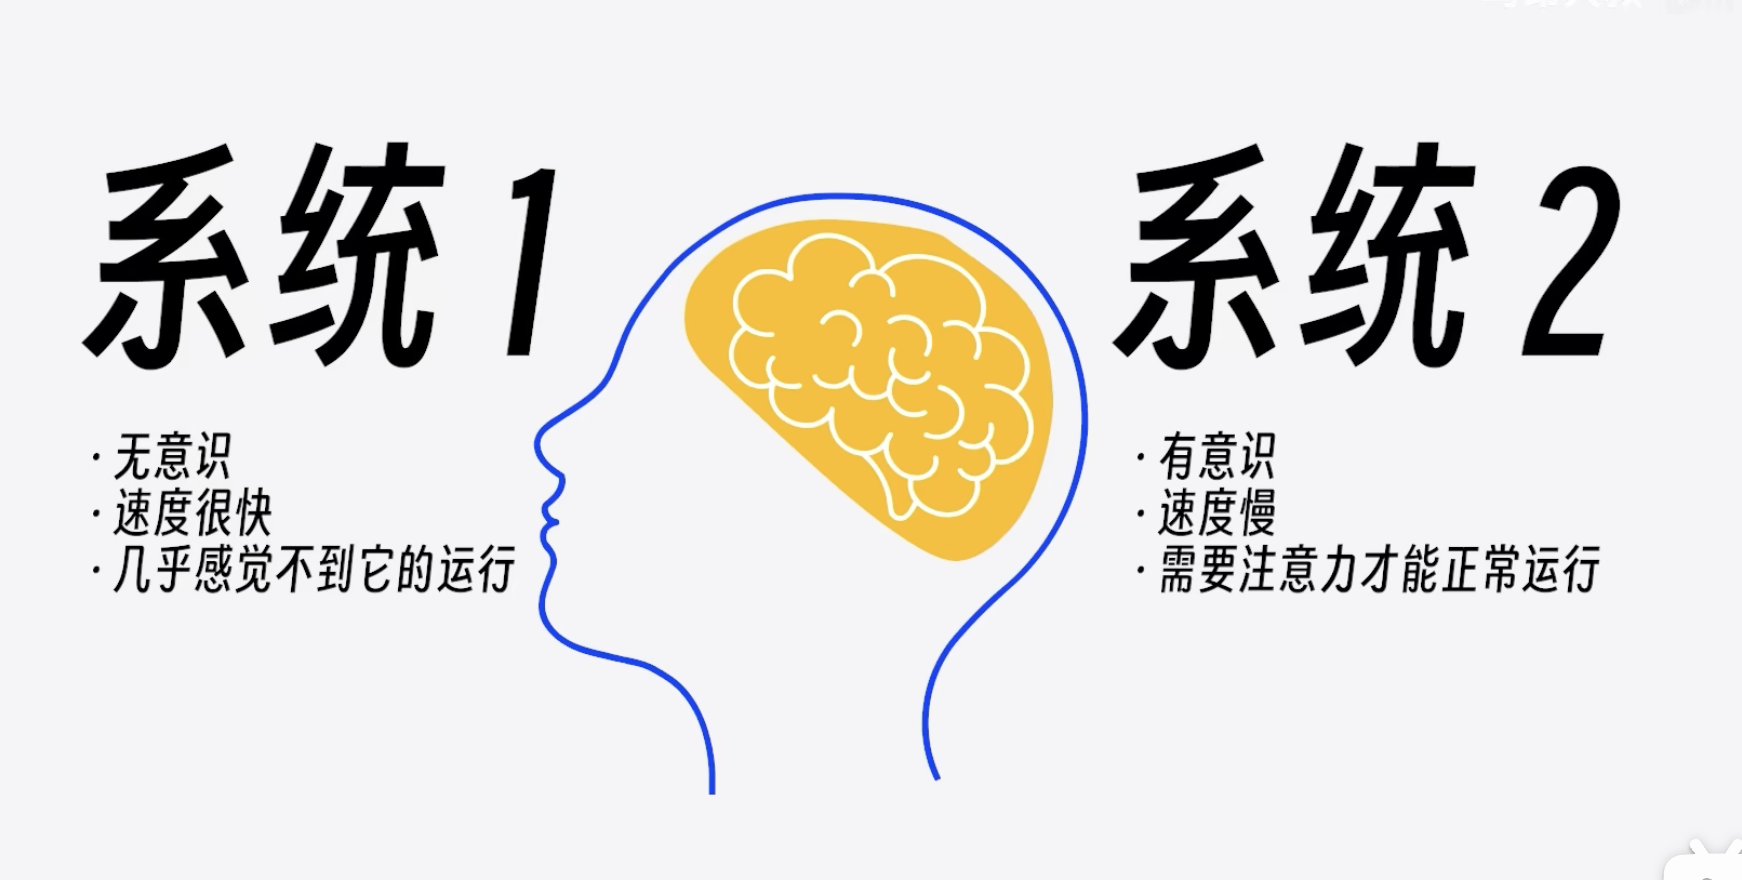 系统 1
· 无意识
· 速度很快
· 几乎感觉不到它的运行
系统 2
· 有意识
· 速度慢
· 需要注意力才能正常运行